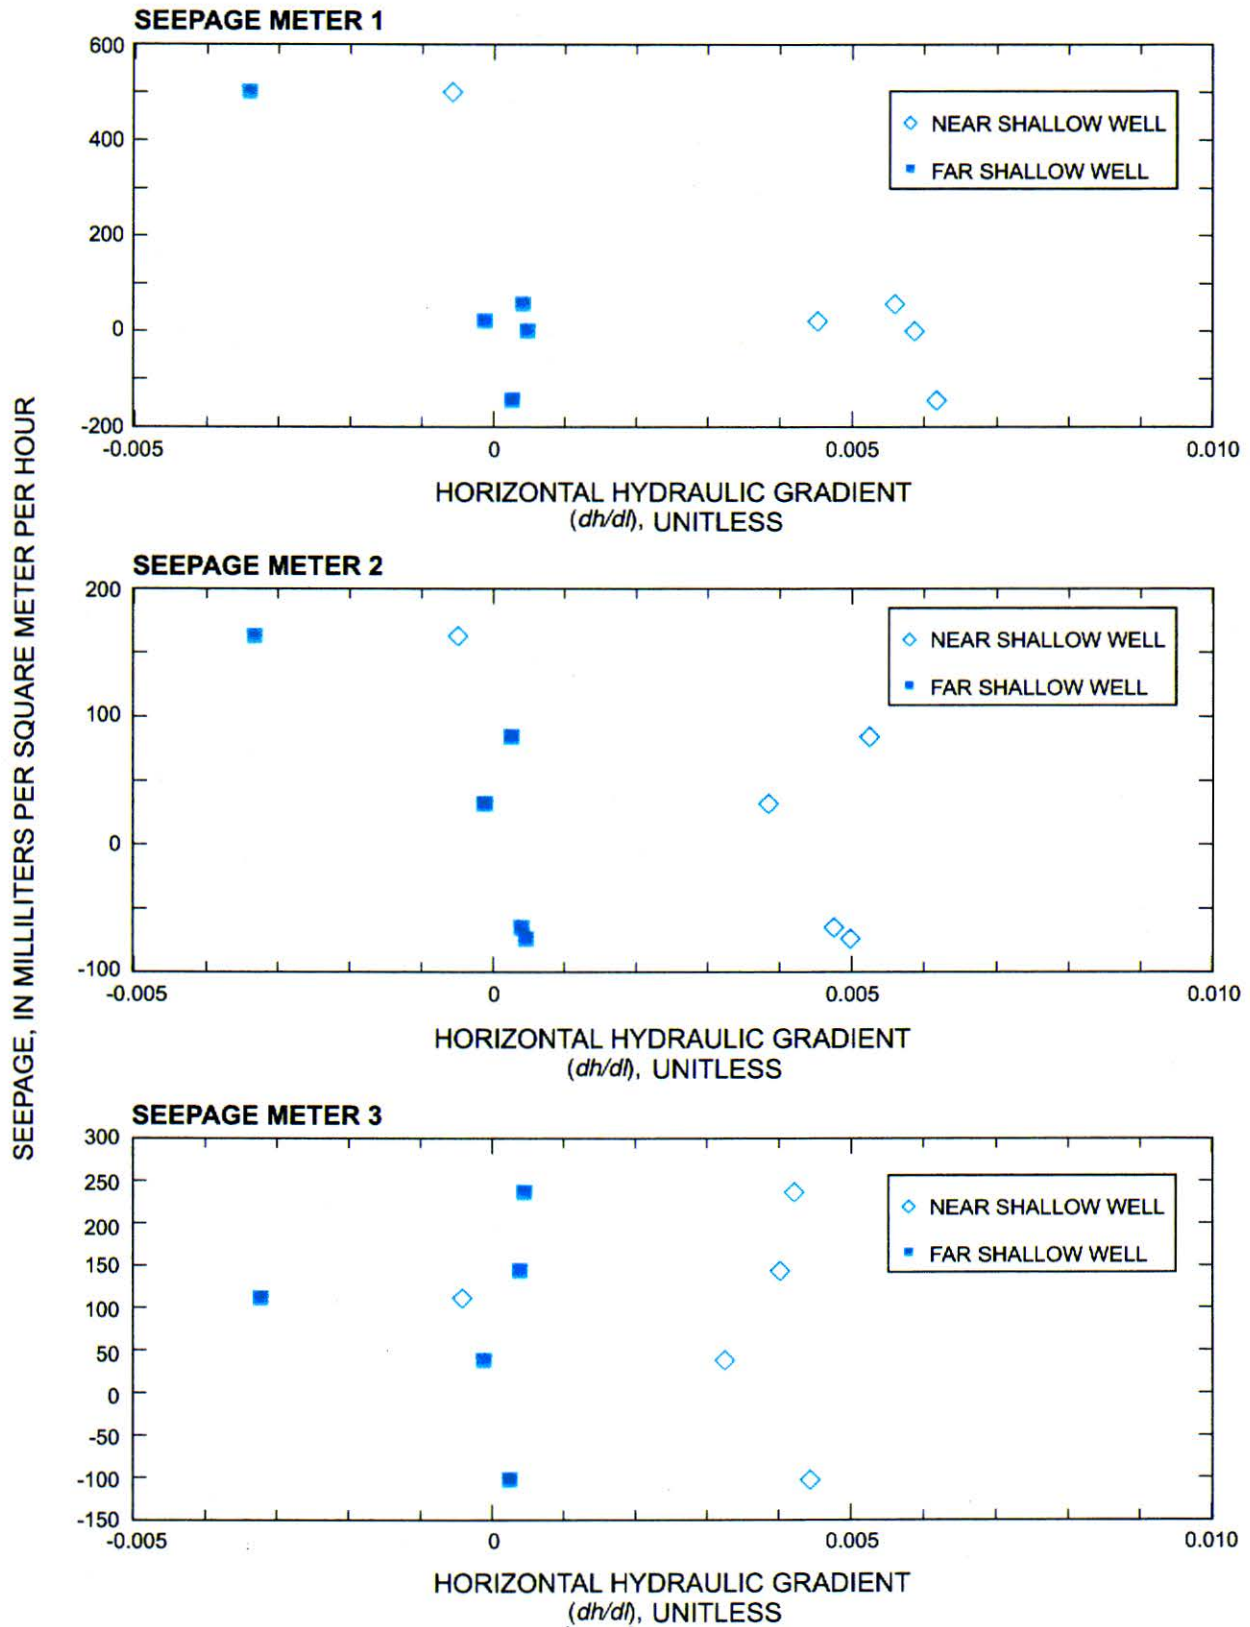 SEEPAGE, IN MILLILITERS PER SQUARE METER PER HOUR
SEEPAGE METER 1
600
400
200
0
-200
-0.005 0 0.005 0.010
NEAR SHALLOW WELL
FAR SHALLOW WELL
HORIZONTAL HYDRAULIC GRADIENT
(dh/dl), UNITLESS
SEEPAGE METER 2
200
100
0
-100
-0.005 0 0.005 0.010
NEAR SHALLOW WELL
FAR SHALLOW WELL
HORIZONTAL HYDRAULIC GRADIENT
(dh/dl), UNITLESS
SEEPAGE METER 3
300
250
200
150
100
50
0
-50
-100
-150
-0.005 0 0.005 0.010
NEAR SHALLOW WELL
FAR SHALLOW WELL
HORIZONTAL HYDRAULIC GRADIENT
(dh/dl), UNITLESS